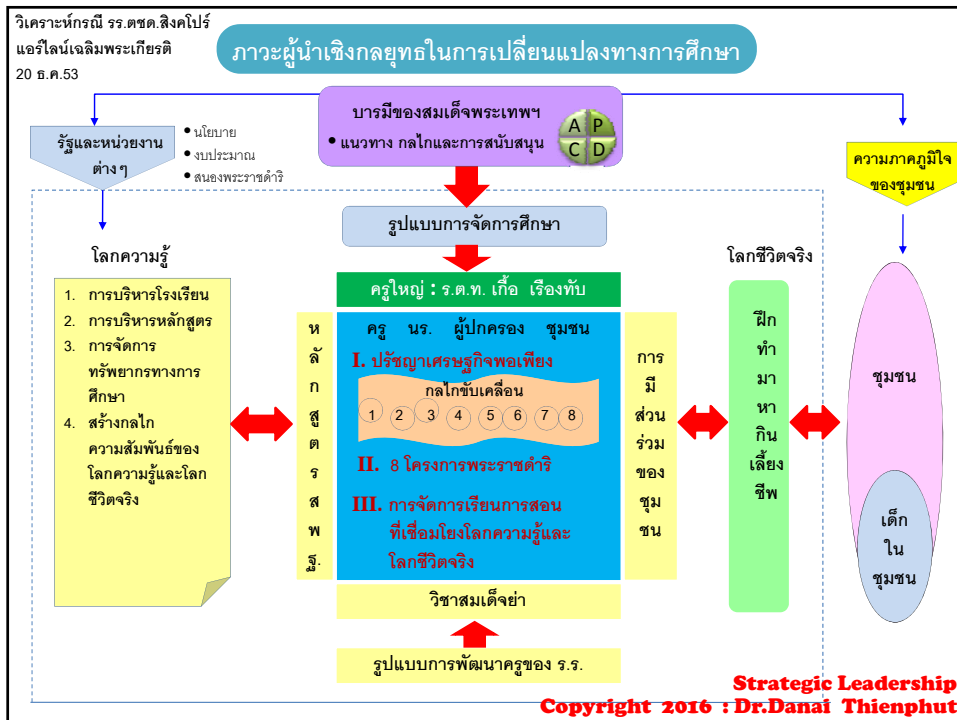 วิเคราะห์กรณี รร.ตชด.สิงคโปร์
แอร์ไลน์เฉลิมพระเกียรติ
20 ธ.ค.53
ภาวะผู้นำเชิงกลยุทธในการเปลี่ยนแปลงทางการศึกษา
บารมีของสมเด็จพระเทพฯ
• แนวทาง กลไกและการสนับสนุน
A P
C D
รัฐและหน่วยงาน
ต่างๆ
• นโยบาย
• งบประมาณ
• สนองพระราชดำริ
ความภาคภูมิใจ
ของชุมชน
รูปแบบการจัดการศึกษา
โลกความรู้
1. การบริหารโรงเรียน
2. การบริหารหลักสูตร
3. การจัดการ
ทรัพยากรทางการ
ศึกษา
4. สร้างกลไก
ความสัมพันธ์ของ
โลกความรู้และโลก
ชีวิตจริง
ครูใหญ่ : ร.ต.ท. เกื้อ เรืองทับ
ห
ลั
ก
สู
ต
ร
ส
พ
ฐ.
ครู นร. ผู้ปกครอง ชุมชน
I. ปรัชญาเศรษฐกิจพอเพียง
กลไกขับเคลื่อน
1 2 3 4 5 6 7 8
II. 8 โครงการพระราชดำริ
III. การจัดการเรียนการสอน
ที่เชื่อมโยงโลกความรู้และ
โลกชีวิตจริง
การ
มี
ส่วน
ร่วม
ของ
ชุม
ชน
วิชาสมเด็จย่า
รูปแบบการพัฒนาครูของ ร.ร.
โลกชีวิตจริง
ฝึก
ทำ
มา
หา
กิน
เลี้ยง
ชีพ
ชุมชน
เด็ก
ใน
ชุมชน
Strategic Leadership
Copyright 2016 : Dr.Danai Thienphut